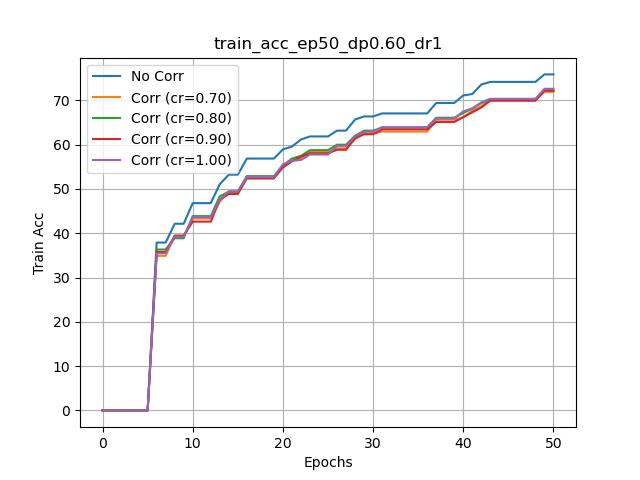 train_acc_ep50_dp0.60_dr1
No Corr
Corr (cr=0.70)
Corr (cr=0.80)
Corr (cr=0.90)
Corr (cr=1.00)
Train Acc
70
60
50
40
30
20
10
0
0 10 20 30 40 50
Epochs